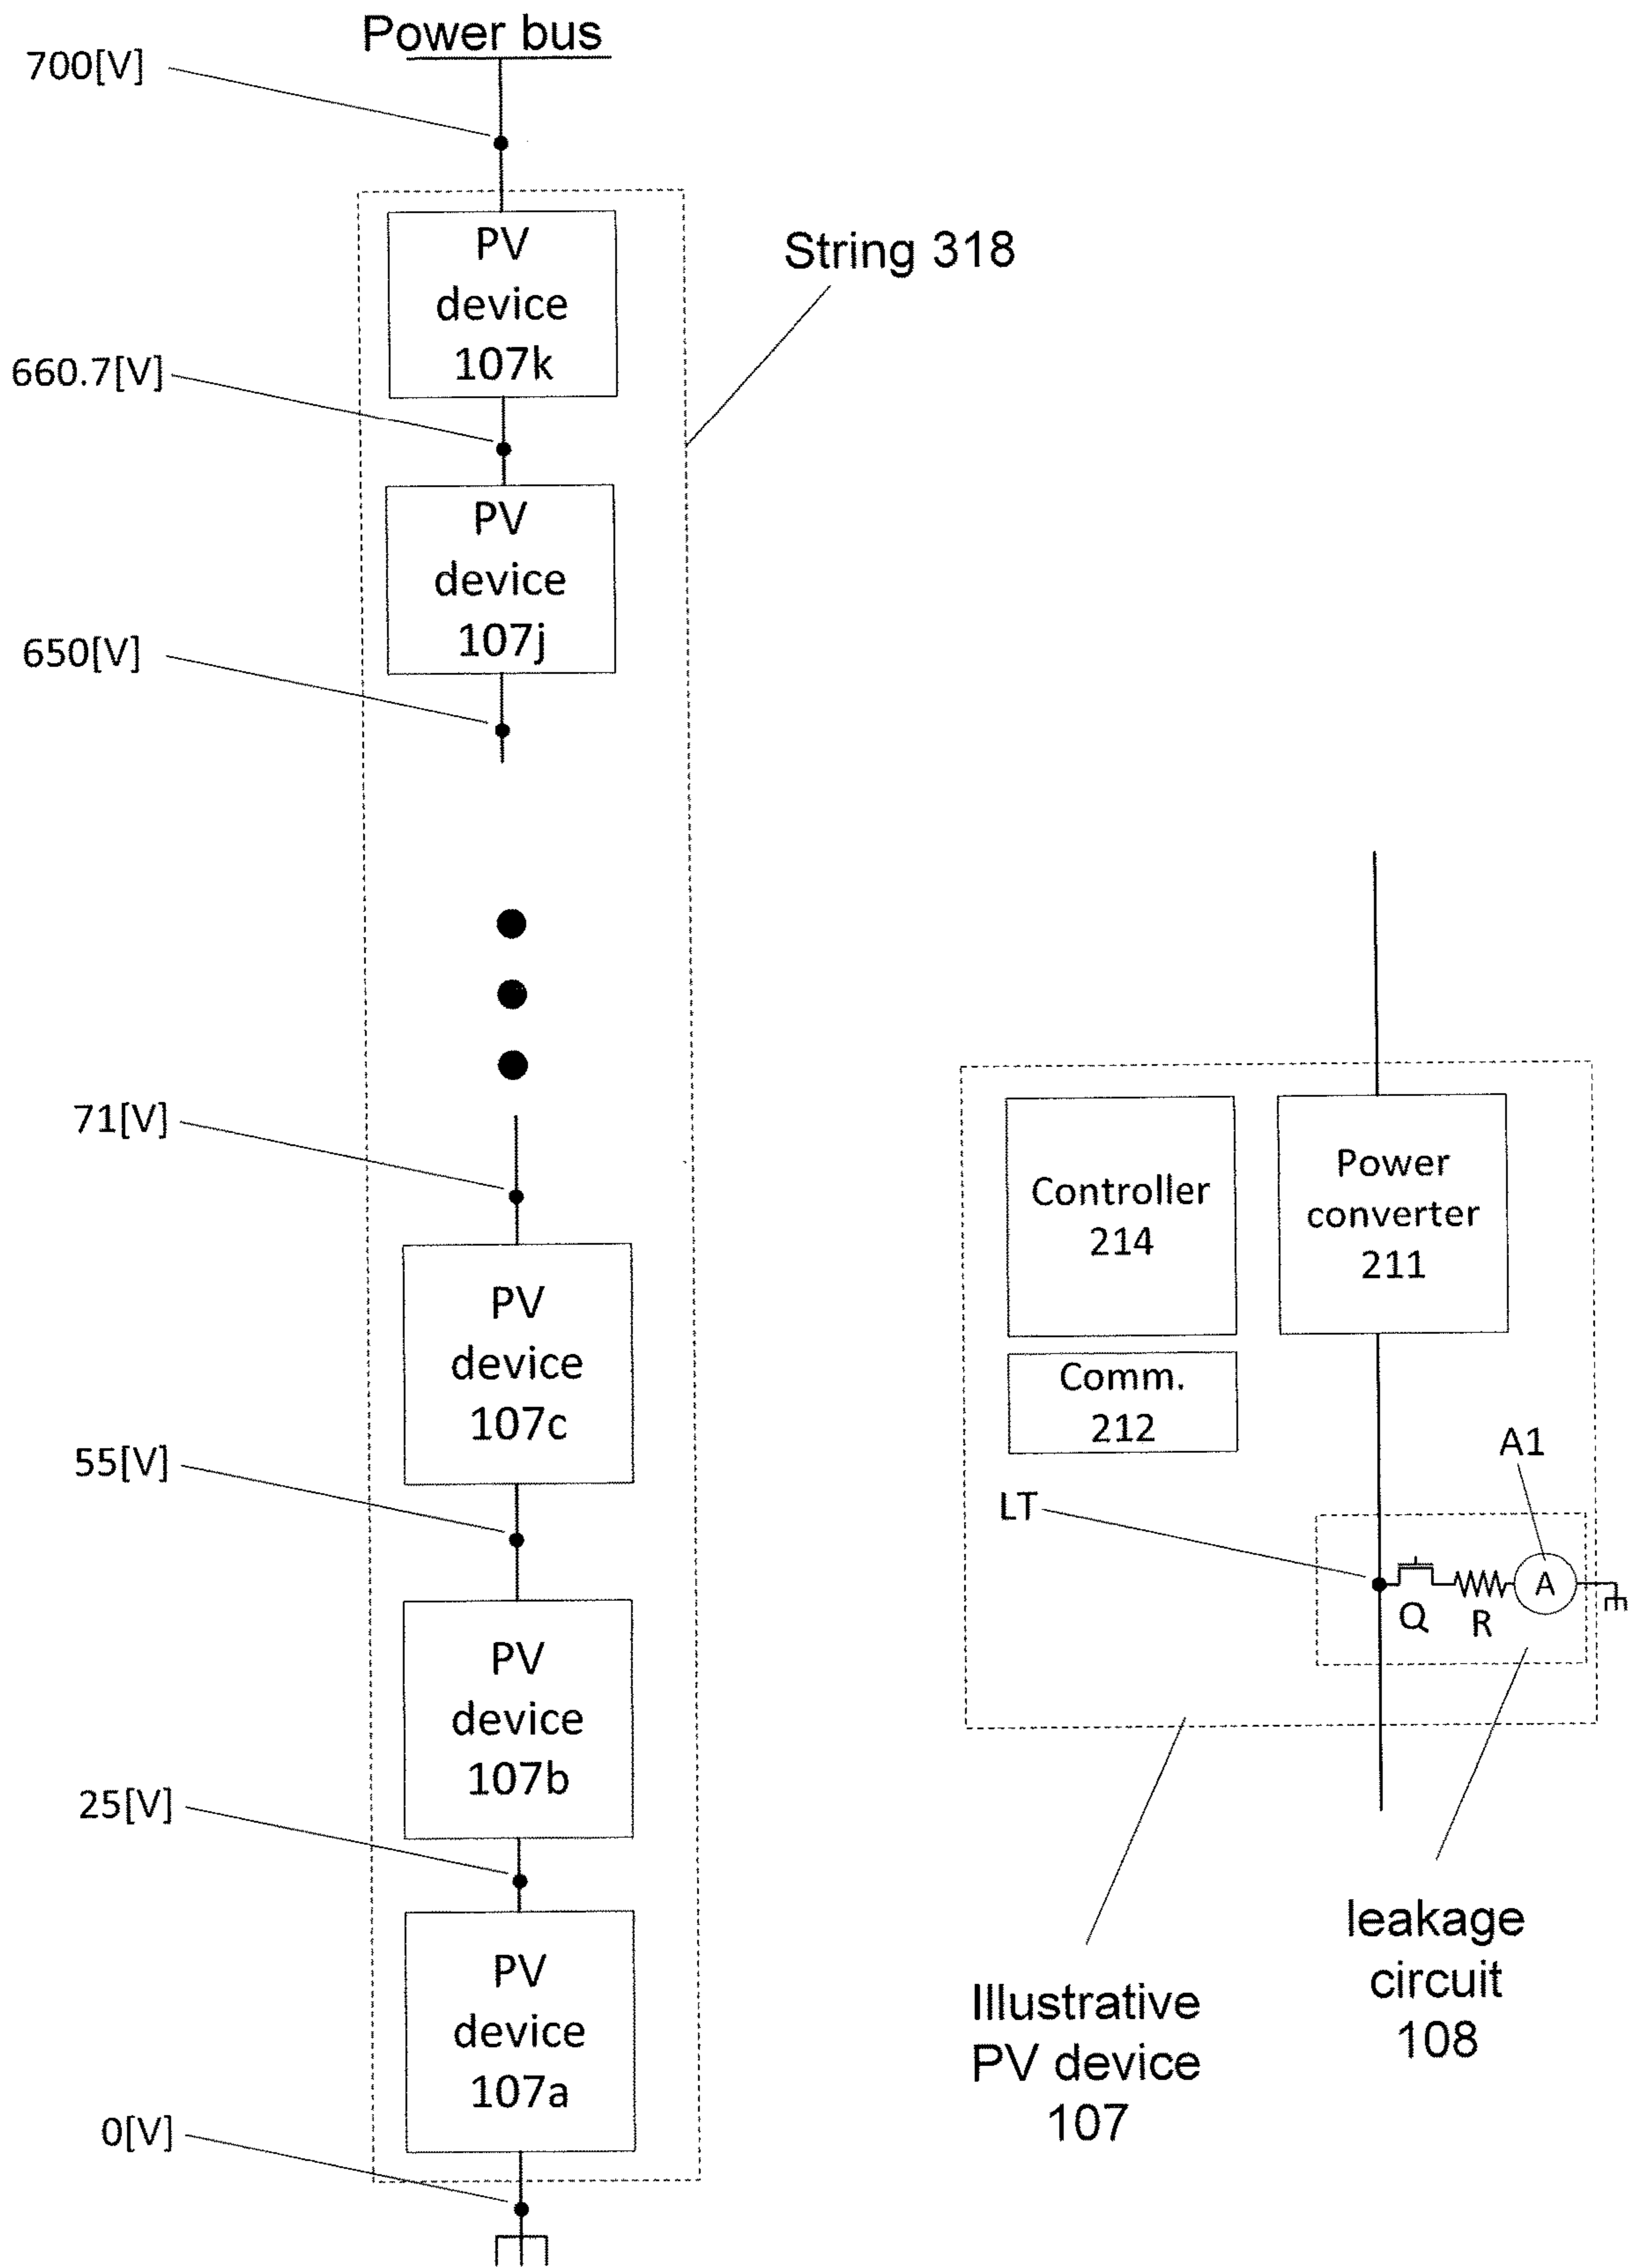 Power bus
700[V]
PV
device
107k
String 318
660.7[V]
PV
device
107j
650[V]
71[V]
PV
device
107c
55[V]
PV
device
107b
25[V]
PV
device
107a
0[V]
Controller
214
Power
converter
211
Comm.
212
A1
LT
A
Q
R
leakage
circuit
108
Illustrative
PV device
107